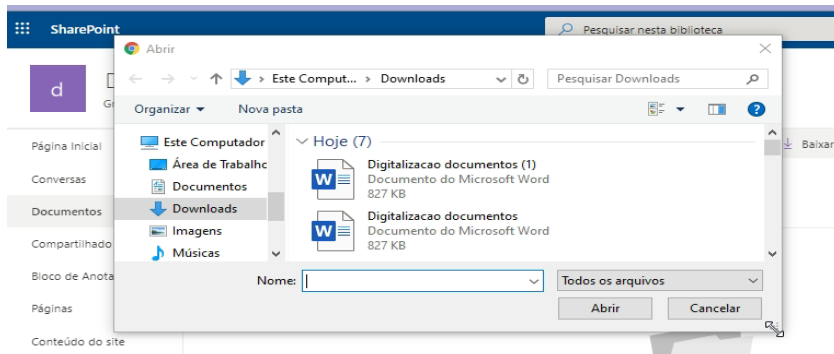 SharePoint
Pesquisar nesta biblioteca
Abrir
Este Comput... > Downloads
Pesquisar Downloads
d
Organizar
Nova pasta
Página Inicial
Conversas
Documentos
Compartilhado
Bloco de Anota
Páginas
Conteúdo do site
Este Computador
Área de Trabalho
Documentos
Downloads
Imagens
Músicas
Hoje (7)
Digitalizacao documentos (1)
Documento do Microsoft Word
827 KB
Digitalizacao documentos
Documento do Microsoft Word
827 KB
Baixar
Nome:
Todos os arquivos
Abrir
Cancelar